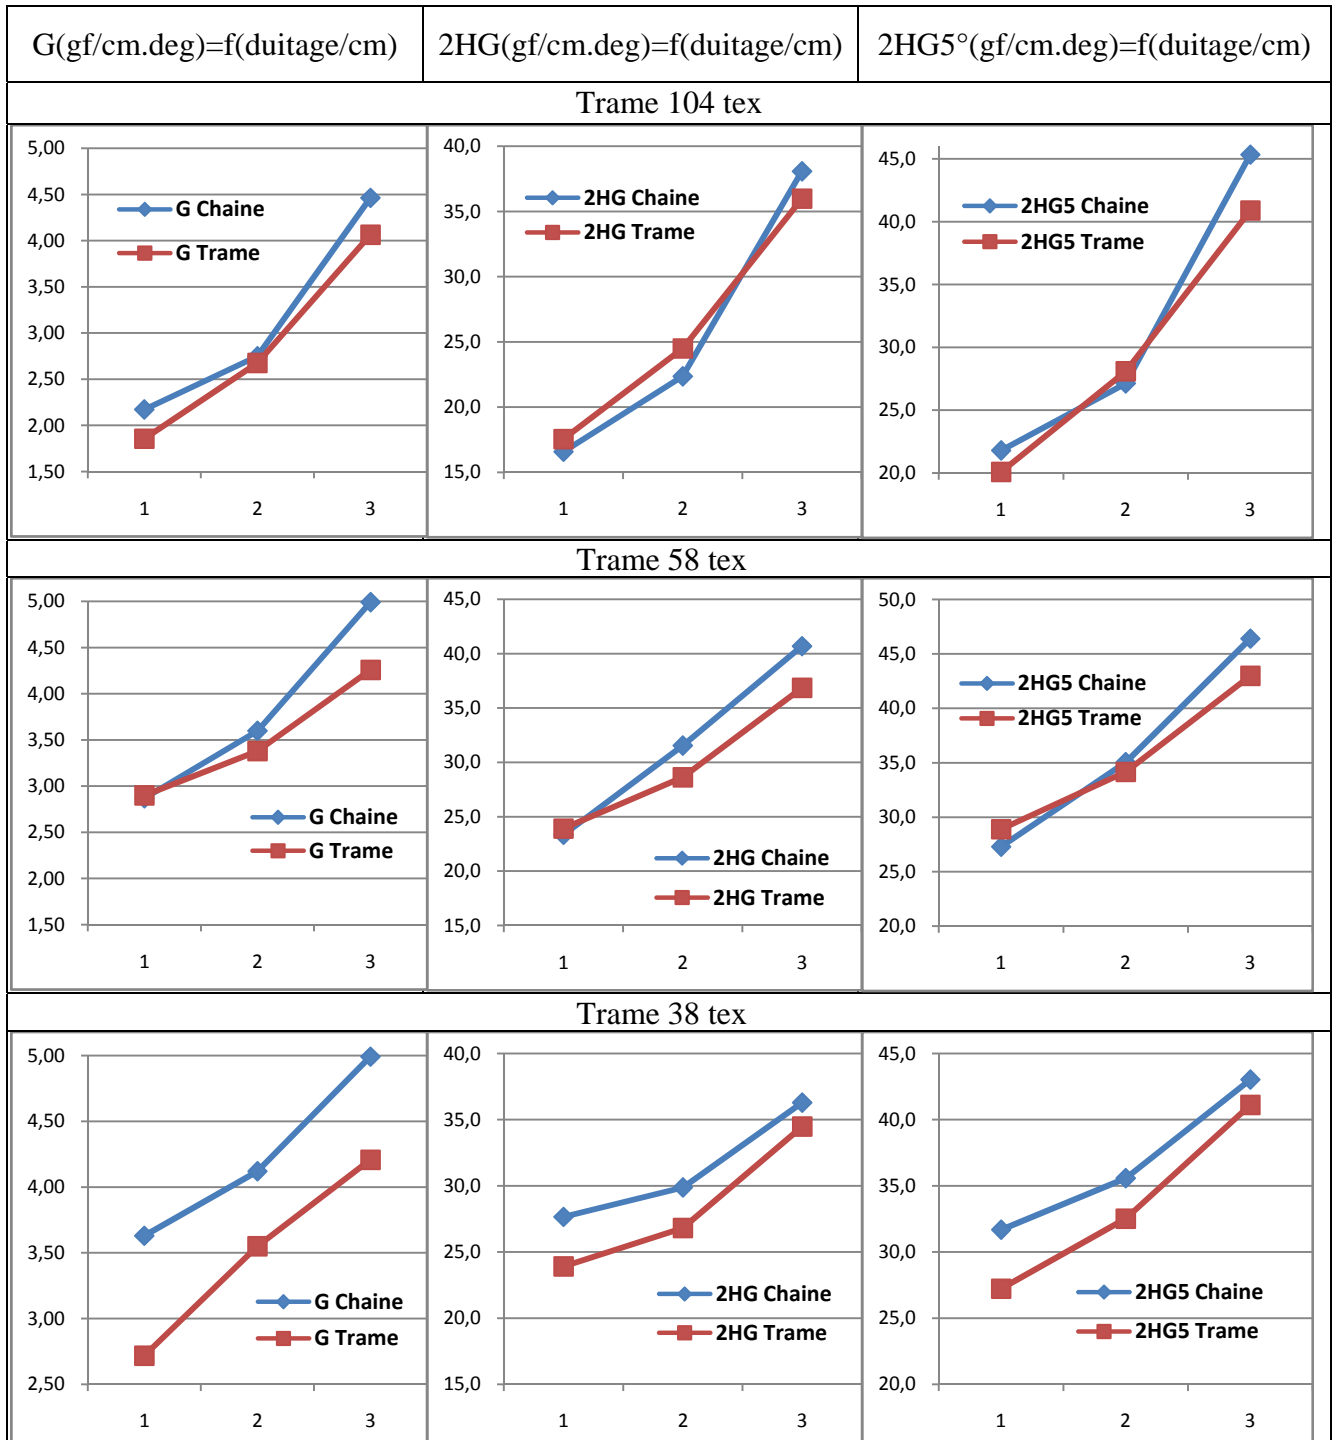 G(gf/cm.deg)=f(duitage/cm) 2HG(gf/cm.deg)=f(duitage/cm) 2HG5°(gf/cm.deg)=f(duitage/cm)
Trame 104 tex
5,00
4,50
4,00
3,50
3,00
2,50
2,00
1,50
1 2 3
G Chaine
G Trame
40,0
35,0
30,0
25,0
20,0
15,0
1 2 3
2HG Chaine
2HG Trame
45,0
40,0
35,0
30,0
25,0
20,0
1 2 3
2HG5 Chaine
2HG5 Trame
Trame 58 tex
5,00
4,50
4,00
3,50
3,00
2,50
2,00
1,50
1 2 3
G Chaine
G Trame
45,0
40,0
35,0
30,0
25,0
20,0
15,0
1 2 3
2HG Chaine
2HG Trame
50,0
45,0
40,0
35,0
30,0
25,0
20,0
1 2 3
2HG5 Chaine
2HG5 Trame
Trame 38 tex
5,00
4,50
4,00
3,50
3,00
2,50
1 2 3
G Chaine
G Trame
40,0
35,0
30,0
25,0
20,0
15,0
1 2 3
2HG Chaine
2HG Trame
45,0
40,0
35,0
30,0
25,0
20,0
1 2 3
2HG5 Chaine
2HG5 Trame